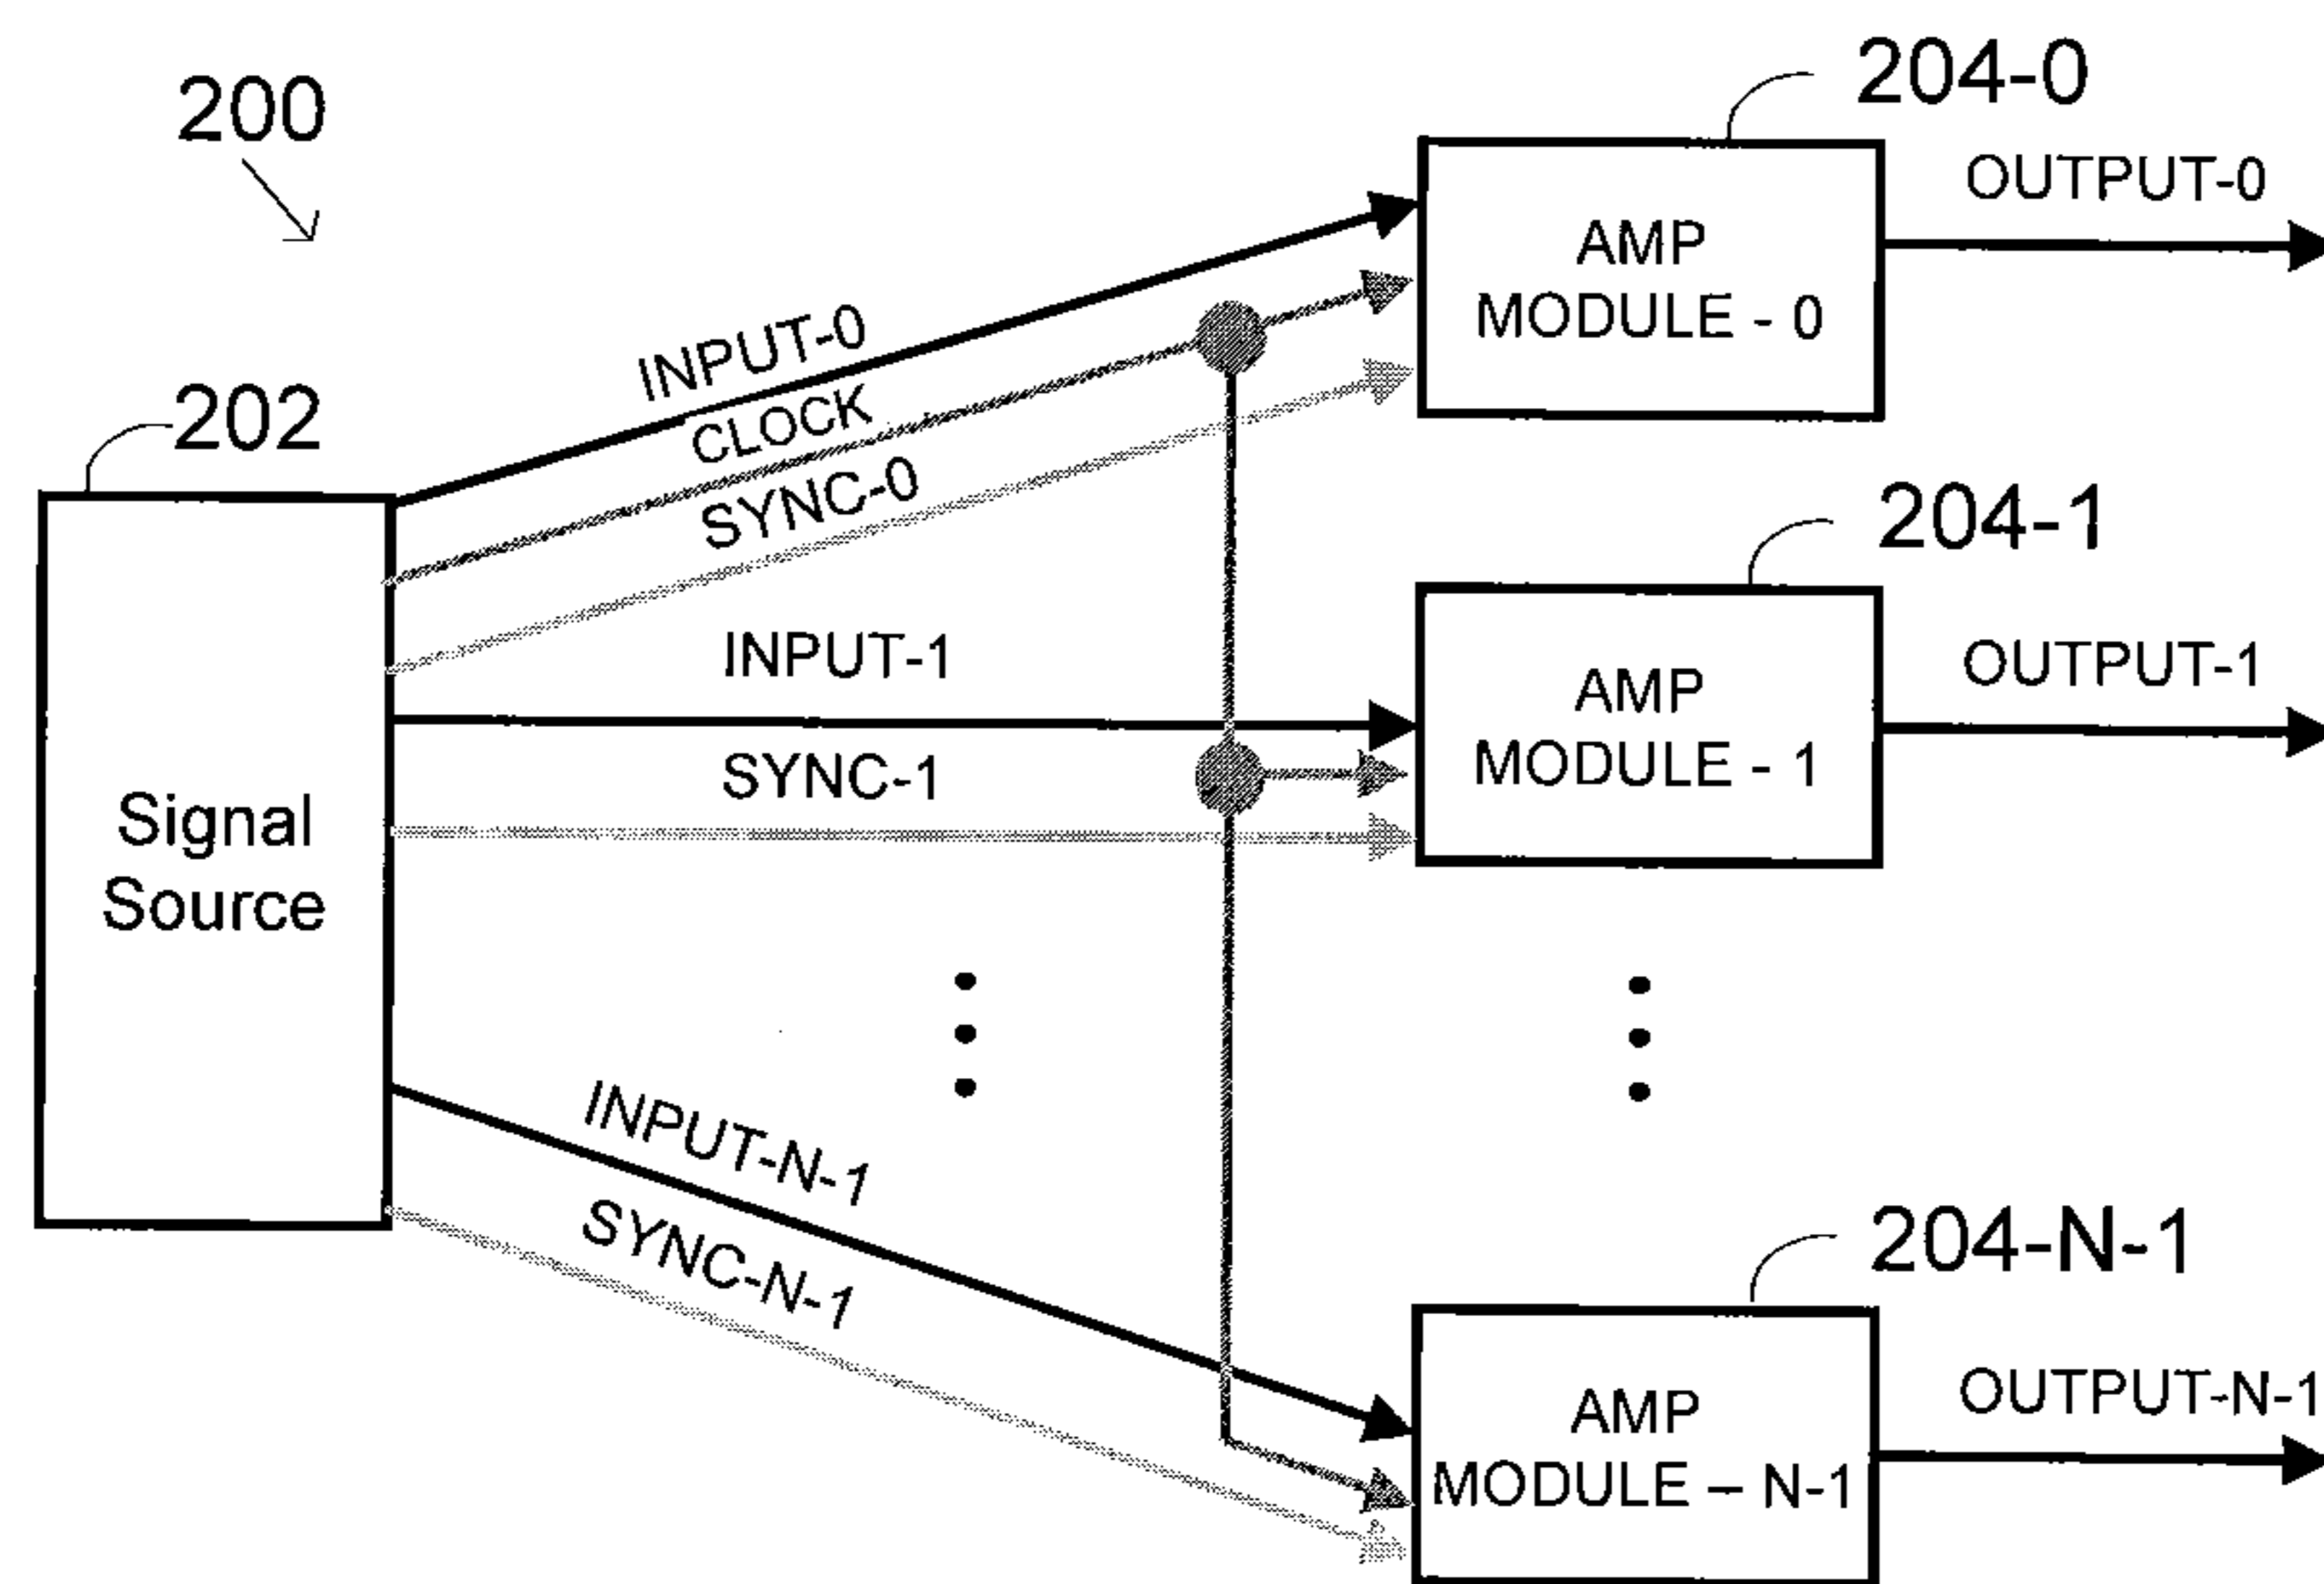 200
204-0
OUTPUT-0
AMP
MODULE - 0
INPUT-0
CLOCK
SYNC-0
202
204-1
OUTPUT-1
AMP
MODULE - 1
INPUT-1
SYNC-1
Signal
Source
INPUT-N-1
SYNC-N-1
204-N-1
OUTPUT-N-1
AMP
MODULE – N-1